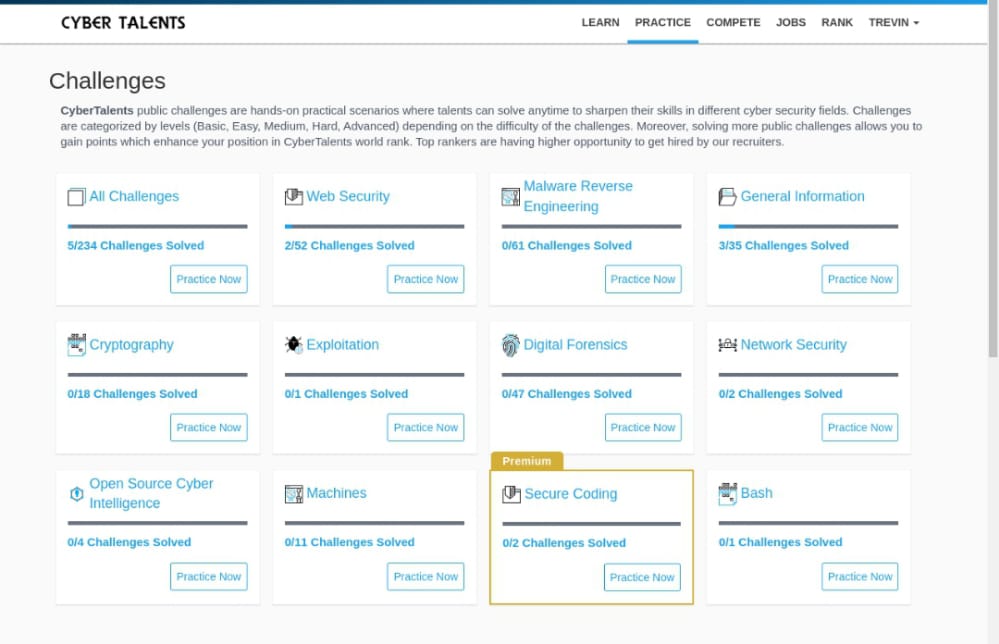 CYBER TALENTS
LEARN PRACTICE COMPETE JOBS RANK TREVIN
Challenges
CyberTalents public challenges are hands-on practical scenarios where talents can solve anytime to sharpen their skills in different cyber security fields. Challenges
are categorized by levels (Basic, Easy, Medium, Hard, Advanced) depending on the difficulty of the challenges. Moreover, solving more public challenges allows you to
gain points which enhance your position in CyberTalents world rank. Top rankers are having higher opportunity to get hired by our recruiters.
All Challenges
5/234 Challenges Solved
Practice Now
Web Security
2/52 Challenges Solved
Practice Now
Malware Reverse
Engineering
0/61 Challenges Solved
Practice Now
General Information
3/35 Challenges Solved
Practice Now
Cryptography
0/18 Challenges Solved
Practice Now
Exploitation
0/1 Challenges Solved
Practice Now
Digital Forensics
0/47 Challenges Solved
Practice Now
Network Security
0/2 Challenges Solved
Practice Now
Open Source Cyber
Intelligence
0/4 Challenges Solved
Practice Now
Machines
0/11 Challenges Solved
Practice Now
Premium
Secure Coding
0/2 Challenges Solved
Practice Now
Bash
0/1 Challenges Solved
Practice Now